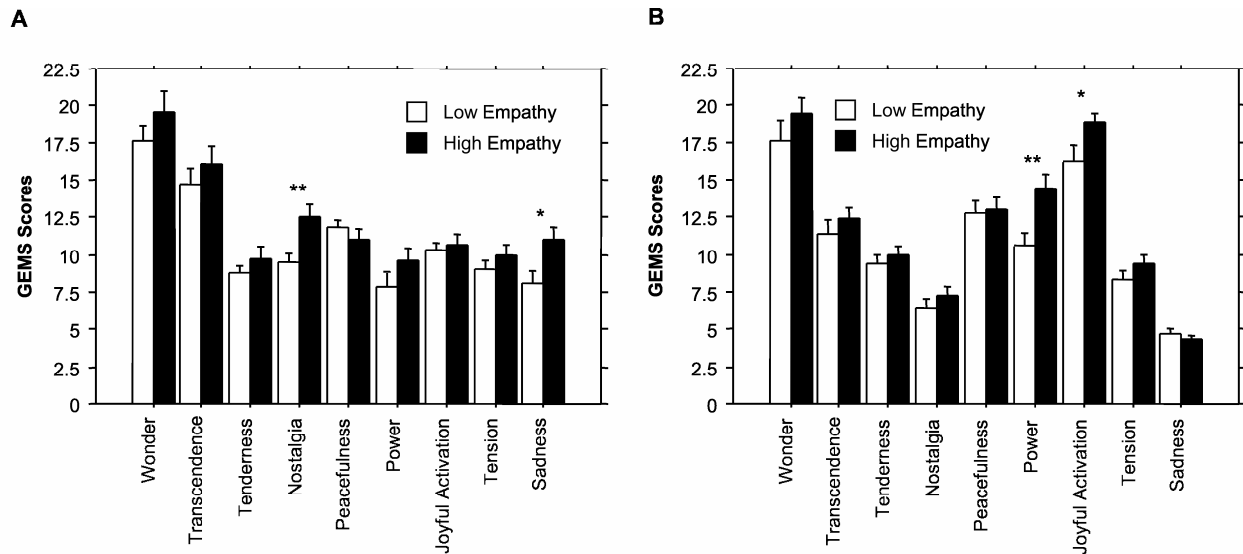 A
GEMS Scores
22.5
20
17.5
15
12.5
10
7.5
5
2.5
0
Low Empathy
High Empathy
**
*
Wonder
Transcendence
Tenderness
Nostalgia
Peacefulness
Power
Joyful Activation
Tension
Sadness
B
GEMS Scores
22.5
20
17.5
15
12.5
10
7.5
5
2.5
0
Low Empathy
High Empathy
*
**
Wonder
Transcendence
Tenderness
Nostalgia
Peacefulness
Power
Joyful Activation
Tension
Sadness